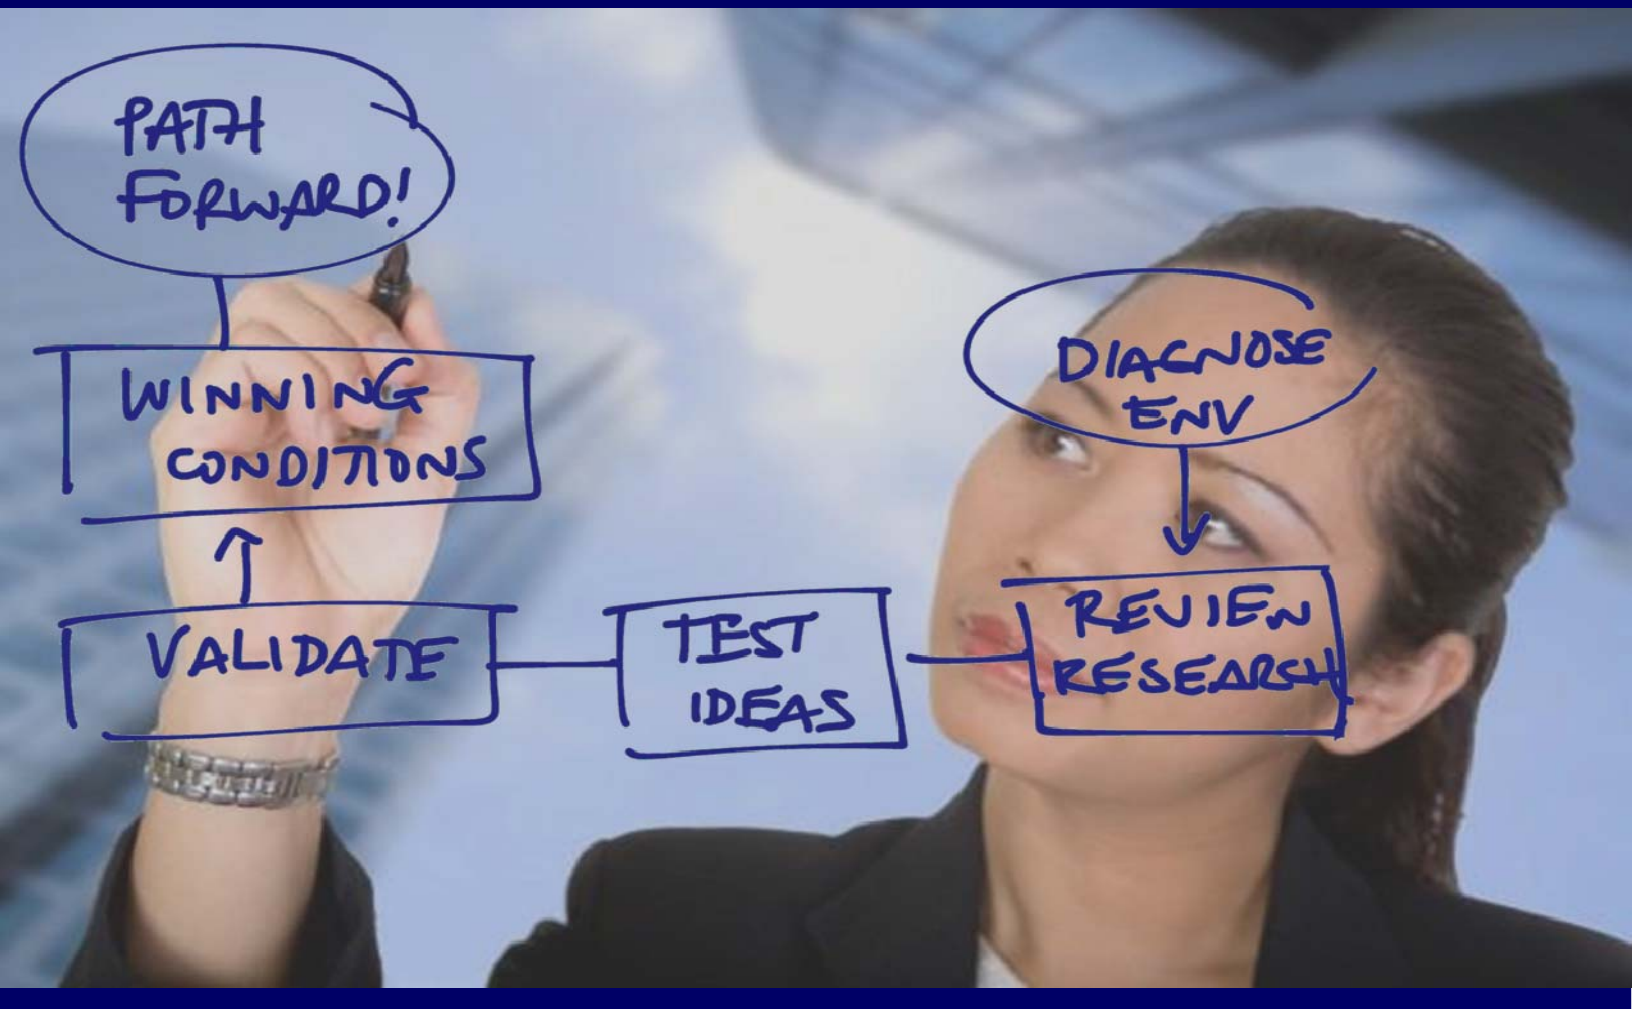 PATH
FORWARD!
WINNING
CONDITIONS
DIAGNOSE
ENV
VALIDATE
TEST
IDEAS
REVIEW
RESEARCH